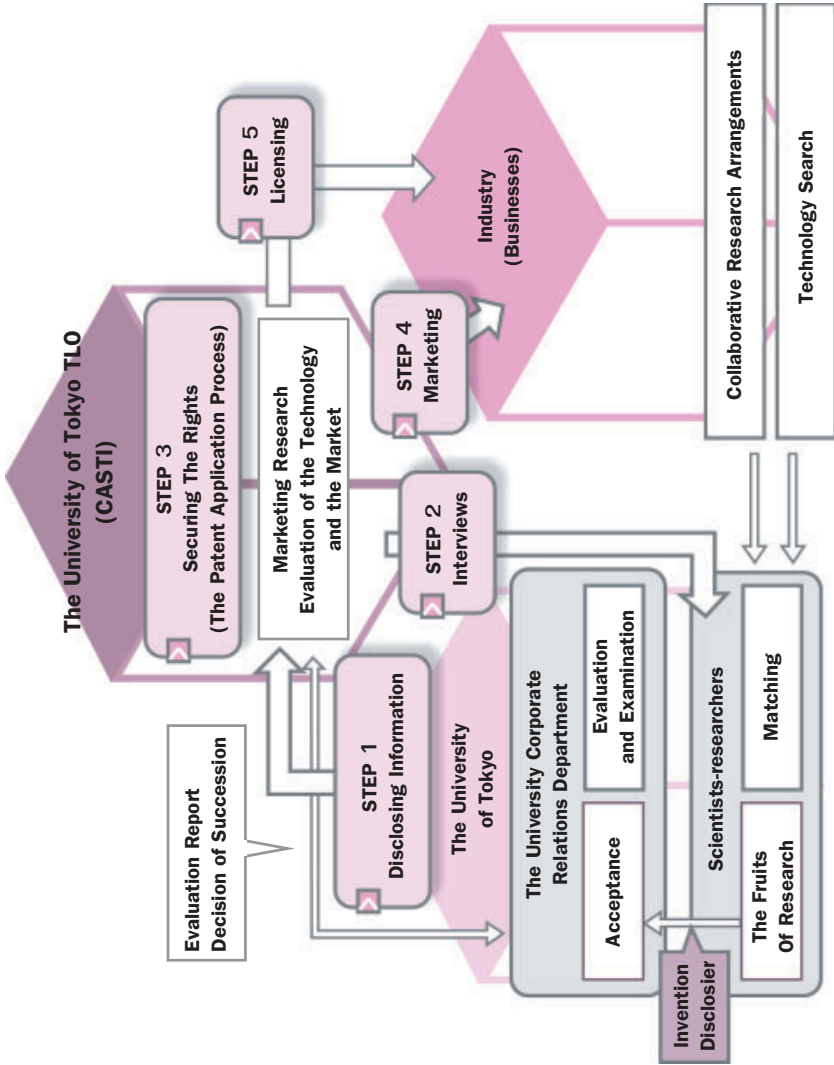 The University of Tokyo TLO
(CASTI)
STEP 3
Securing The Rights
(The Patent Application Process)
Marketing Research
Evaluation of the Technology
and the Market
STEP 5
Licensing
Evaluation Report
Decision of Succession
STEP 1
Disclosing Information
STEP 2
Interviews
STEP 4
Marketing
The University
of Tokyo
Industry
(Businesses)
The University Corporate
Relations Department
Acceptance
Evaluation
and Examination
Invention
Disclosier
Scientists-researchers
The Fruits
Of Research
Matching
Collaborative Research Arrangements
Technology Search